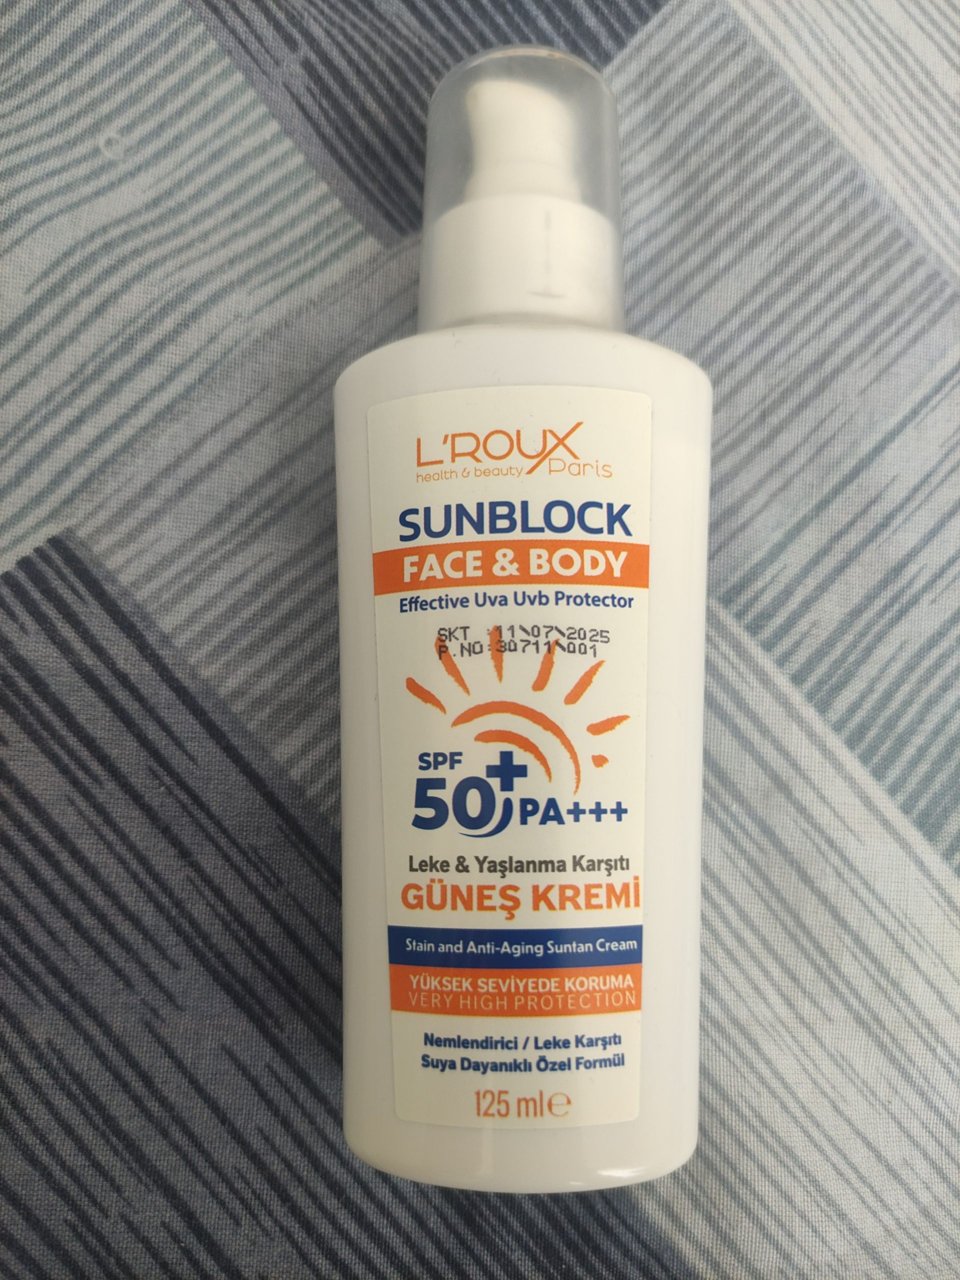 L'ROUX
health & beauty Paris
SUNBLOCK
FACE & BODY
Effective Uva Uvb Protector
SKT :11\07\2025
P.NO:30711\001
SPF
50+ PA+++
Leke & Yaşlanma Karşıtı
GÜNEŞ KREMİ
Stain and Anti-Aging Suntan Cream
YÜKSEK SEVİYEDE KORUMA
VERY HIGH PROTECTION
Nemlendirici / Leke Karşıtı
Suya Dayanıklı Özel Formül
125 ml e